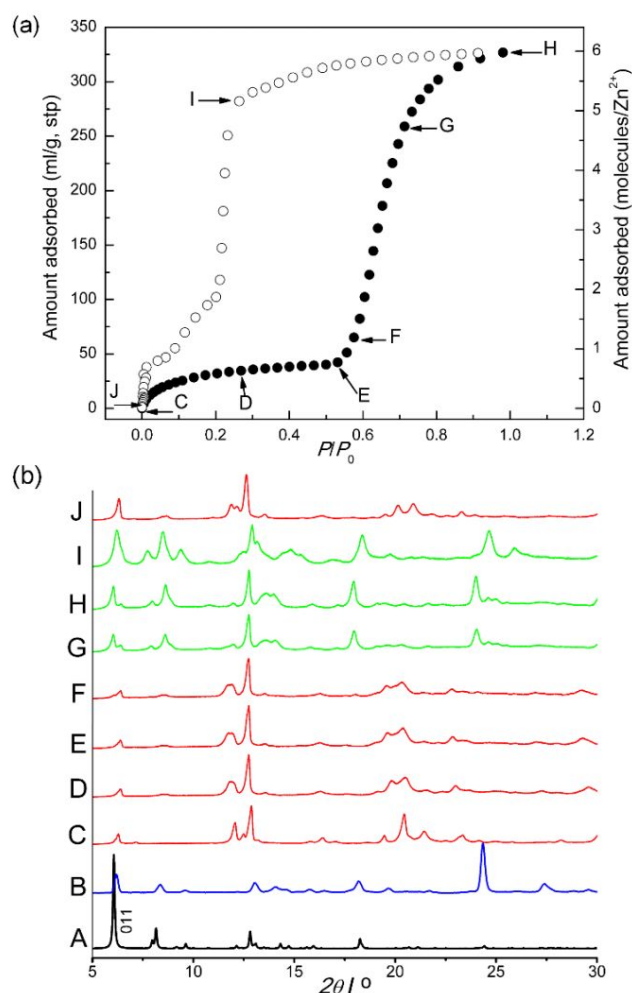 (a)
350
300
250
200
150
100
50
0
Amount adsorbed (ml/g, stp)
6
5
4
3
2
1
0
Amount adsorbed (molecules/Zn²⁺)
H
I
G
F
E
J
C
D
0.0 0.2 0.4 0.6 0.8 1.0
P/P₀
(b)
J
I
H
G
F
E
D
C
B
A
011
5 10 15 20 25 30
2θ / °